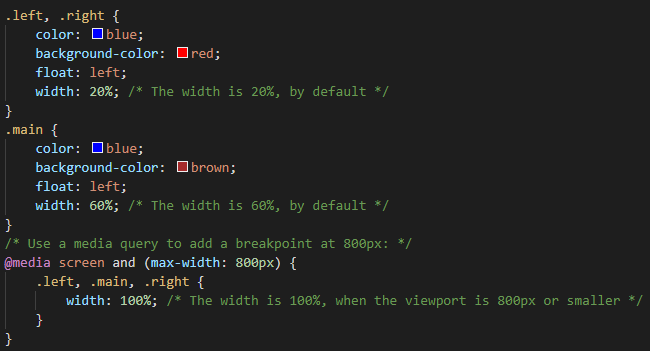 .left, .right {
    color: blue;
    background-color: red;
    float: left;
    width: 20%; /* The width is 20%, by default */
}
.main {
    color: blue;
    background-color: brown;
    float: left;
    width: 60%; /* The width is 60%, by default */
}
/* Use a media query to add a breakpoint at 800px: */
@media screen and (max-width: 800px) {
    .left, .main, .right {
        width: 100%; /* The width is 100%, when the viewport is 800px or smaller */
    }
}